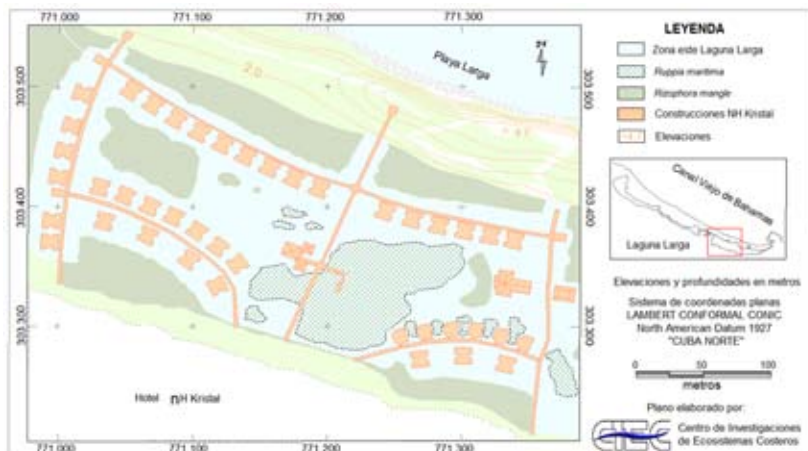 771.000
771.100
771.200
771.300
303.500
303.400
303.300
303.500
303.400
303.300
771.000
771.100
771.200
771.300
Playa Larga
20
Hotel NH Kristal
LEYENDA
Zona este Laguna Larga
Ruppia maritima
Rizophora mangle
Construcciones NH Kristal
Elevaciones
Canal Viejo de Bahamas
Laguna Larga
Elevaciones y profundidades en metros
Sistema de coordenadas planas
LAMBERT CONFORMAL CONIC
North American Datum 1927
"CUBA NORTE"
0 50 100
metros
Plano elaborado por:
CIEC
Centro de Investigaciones
de Ecosistemas Costeros